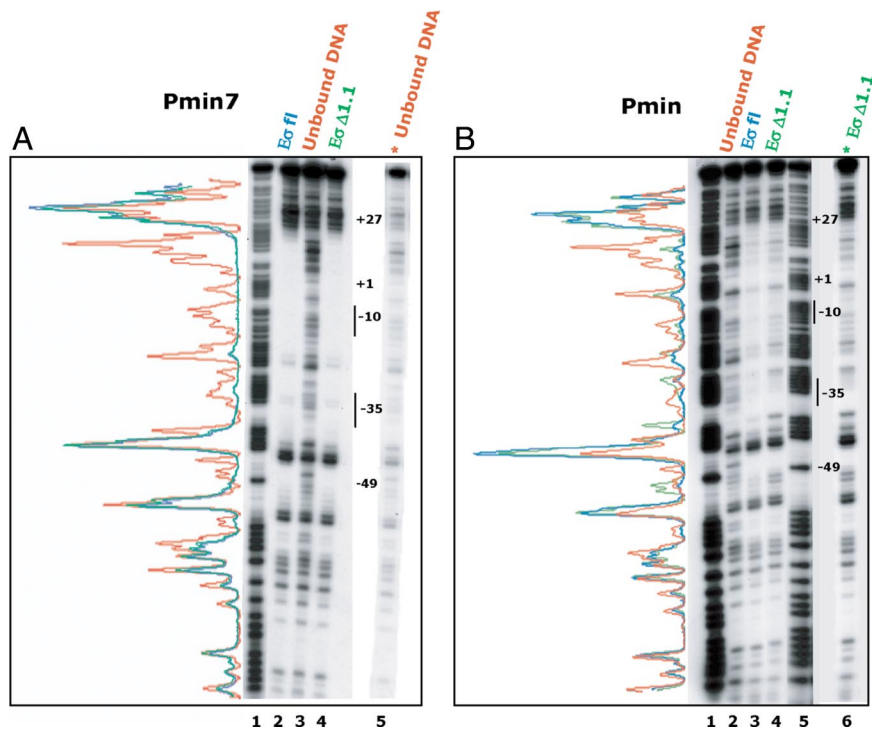 A
Pmin7
Eσ fl
Unbound DNA
Eσ Δ1.1
* Unbound DNA
+27
+1
-10
-35
-49
1 2 3 4 5
B
Pmin
Unbound DNA
Eσ fl
Eσ Δ1.1
* Eσ Δ1.1
+27
+1
-10
-35
-49
1 2 3 4 5 6